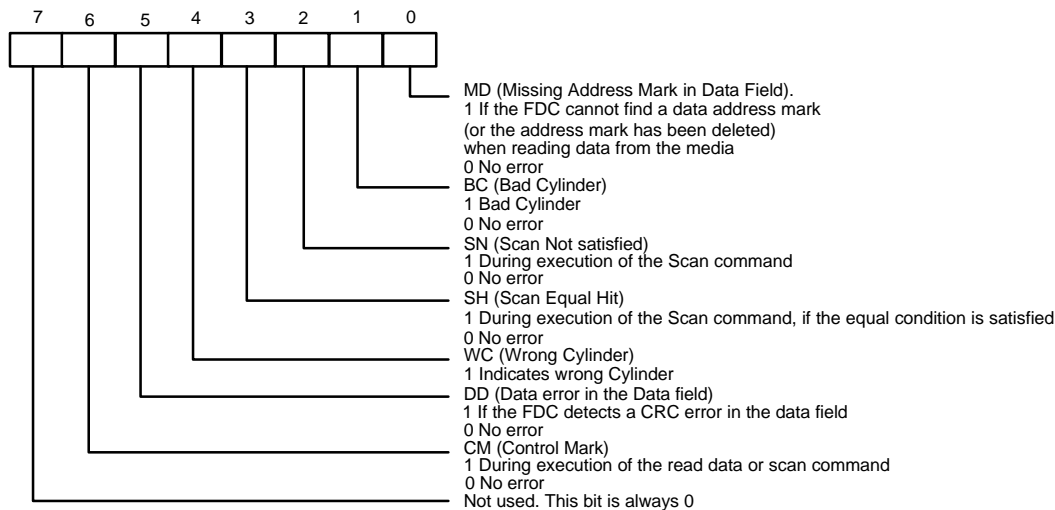 7 6 5 4 3 2 1 0
MD (Missing Address Mark in Data Field).
1 If the FDC cannot find a data address mark
(or the address mark has been deleted)
when reading data from the media
0 No error
BC (Bad Cylinder)
1 Bad Cylinder
0 No error
SN (Scan Not satisfied)
1 During execution of the Scan command
0 No error
SH (Scan Equal Hit)
1 During execution of the Scan command, if the equal condition is satisfied
0 No error
WC (Wrong Cylinder)
1 Indicates wrong Cylinder
DD (Data error in the Data field)
1 If the FDC detects a CRC error in the data field
0 No error
CM (Control Mark)
1 During execution of the read data or scan command
0 No error
Not used. This bit is always 0